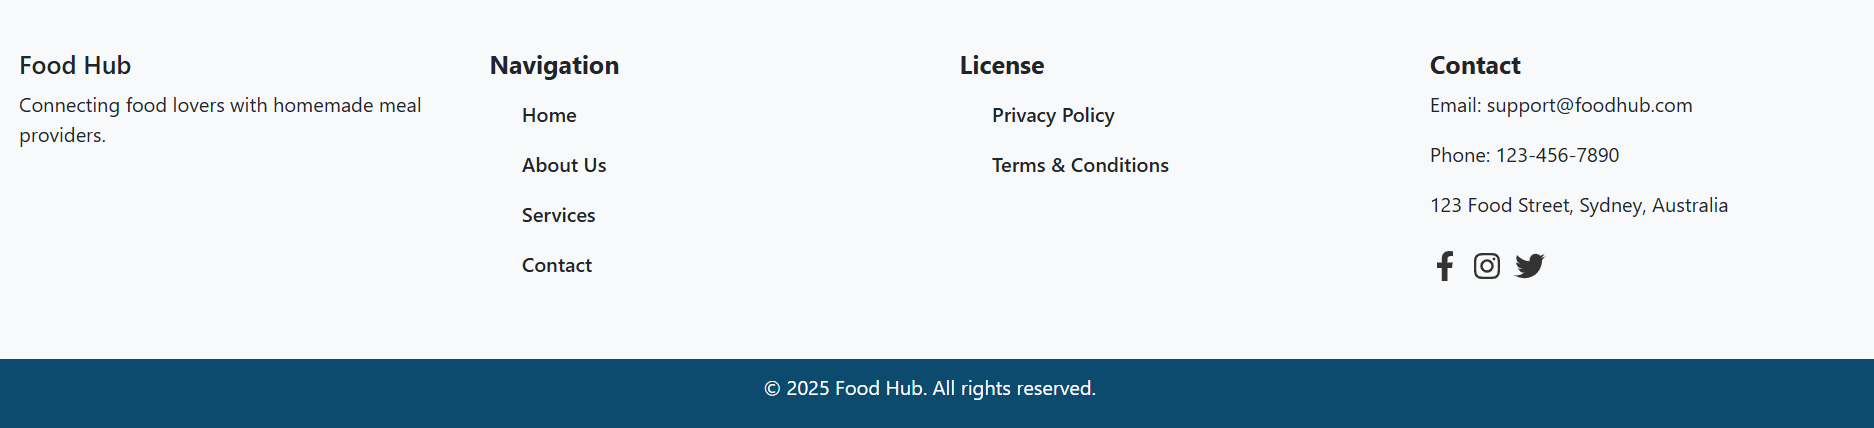 Food Hub
Connecting food lovers with homemade meal
providers.
Navigation
Home
About Us
Services
Contact
License
Privacy Policy
Terms & Conditions
Contact
Email: support@foodhub.com
Phone: 123-456-7890
123 Food Street, Sydney, Australia
© 2025 Food Hub. All rights reserved.